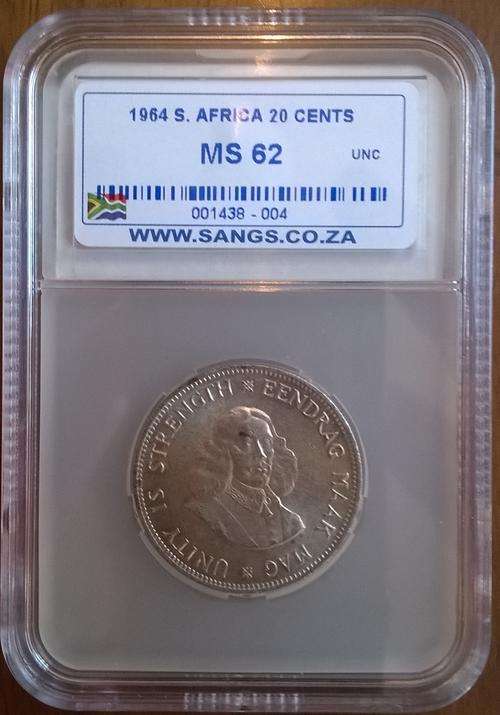 1964 S. AFRICA 20 CENTS
MS 62
UNC
001438 - 004
WWW.SANGS.CO.ZA
UNITY IS STRENGTH ※ EENDRAG MAAK MAG ※